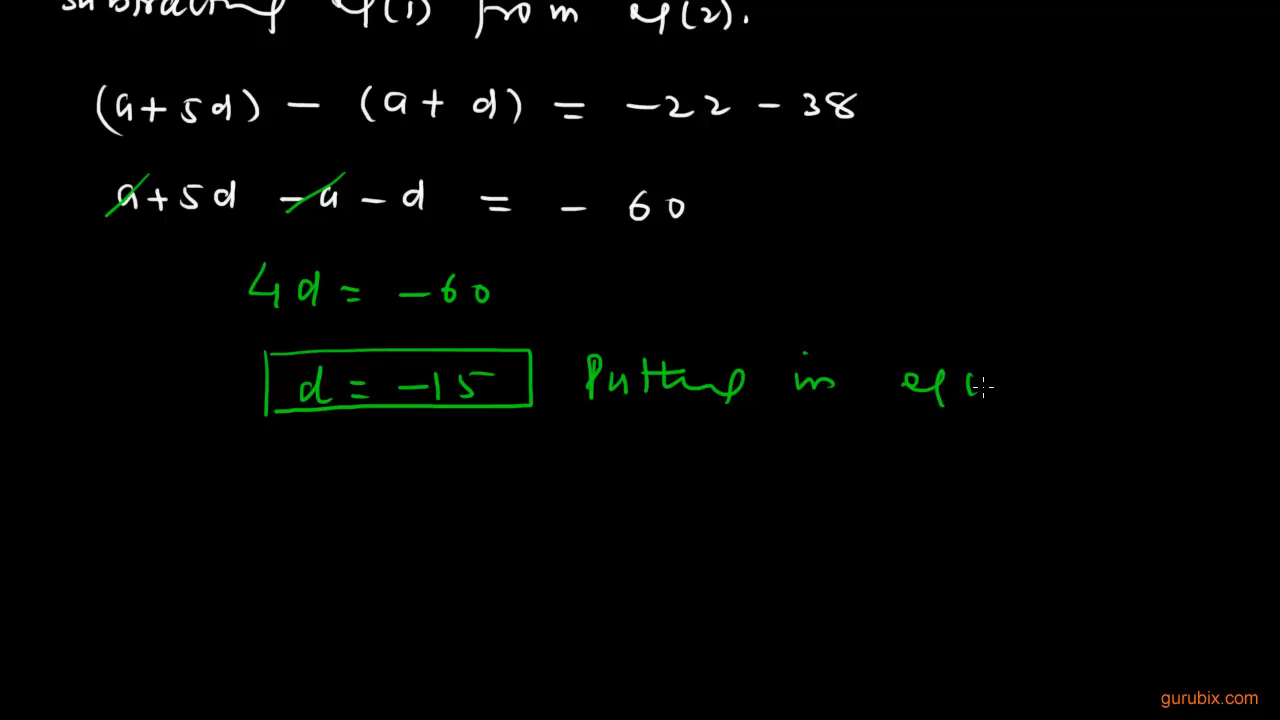 subtracting eq(1) from eq(2).
(a+5d) - (a+d) = -22 - 38
a+5d - a - d = - 60
4d = -60
d = -15 Putting in eq (
gurubix.com